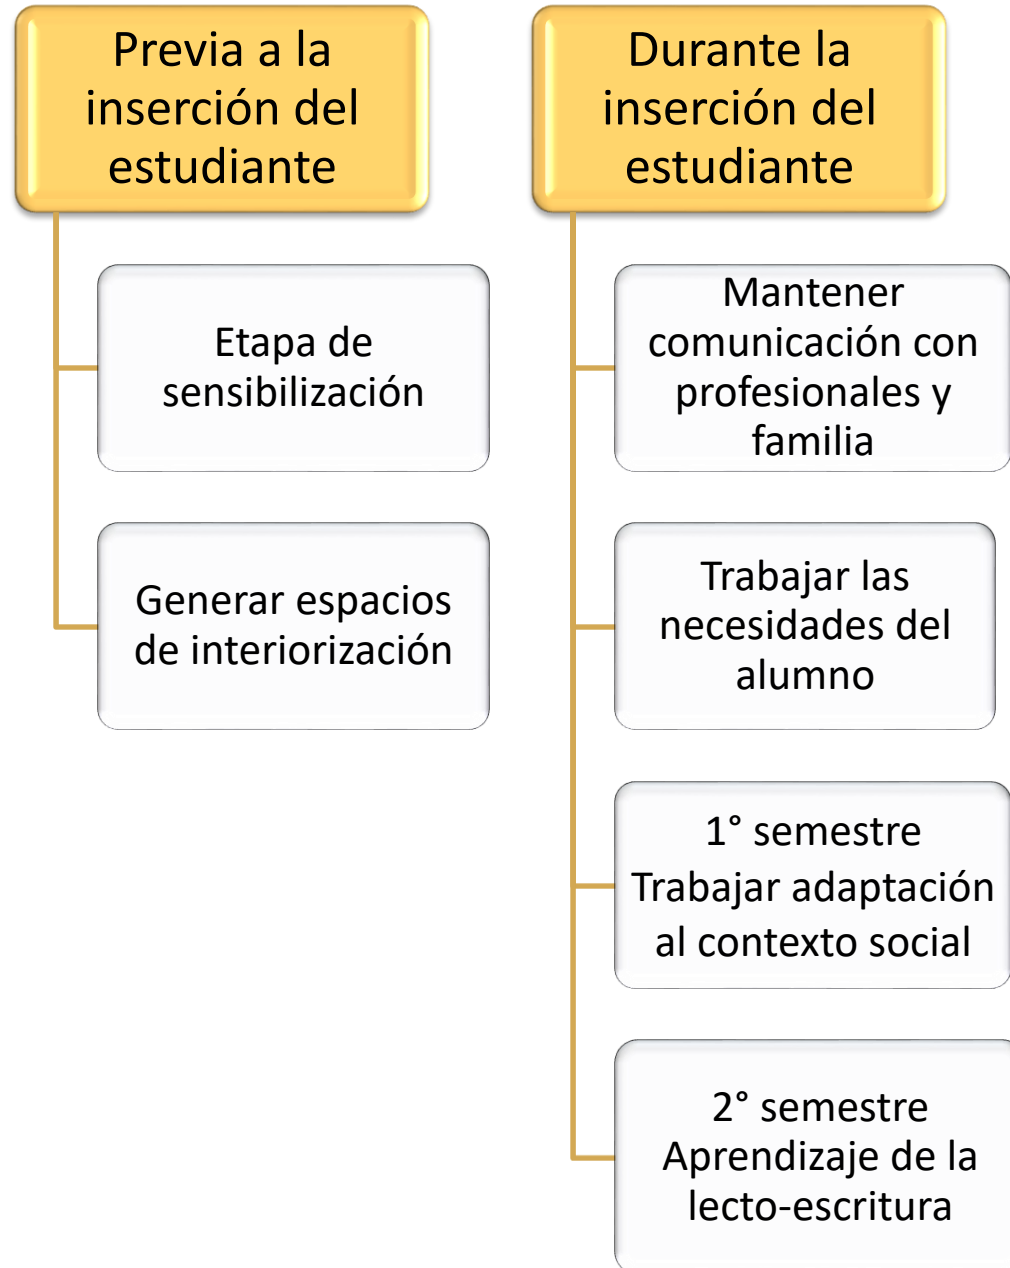 Previa a la
inserción del
estudiante
Etapa de
sensibilización
Generar espacios
de interiorización
Durante la
inserción del
estudiante
Mantener
comunicación con
profesionales y
familia
Trabajar las
necesidades del
alumno
1° semestre
Trabajar adaptación
al contexto social
2° semestre
Aprendizaje de la
lecto-escritura